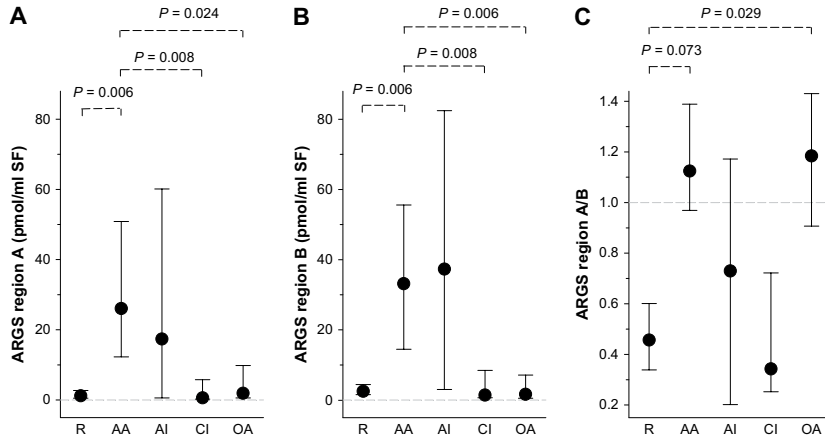 A
P = 0.024
P = 0.008
P = 0.006
ARGS region A (pmol/ml SF)
80
60
40
20
0
R AA AI CI OA
B
P = 0.006
P = 0.008
P = 0.006
ARGS region B (pmol/ml SF)
80
60
40
20
0
R AA AI CI OA
C
P = 0.029
P = 0.073
ARGS region A/B
1.4
1.2
1.0
0.8
0.6
0.4
0.2
R AA AI CI OA